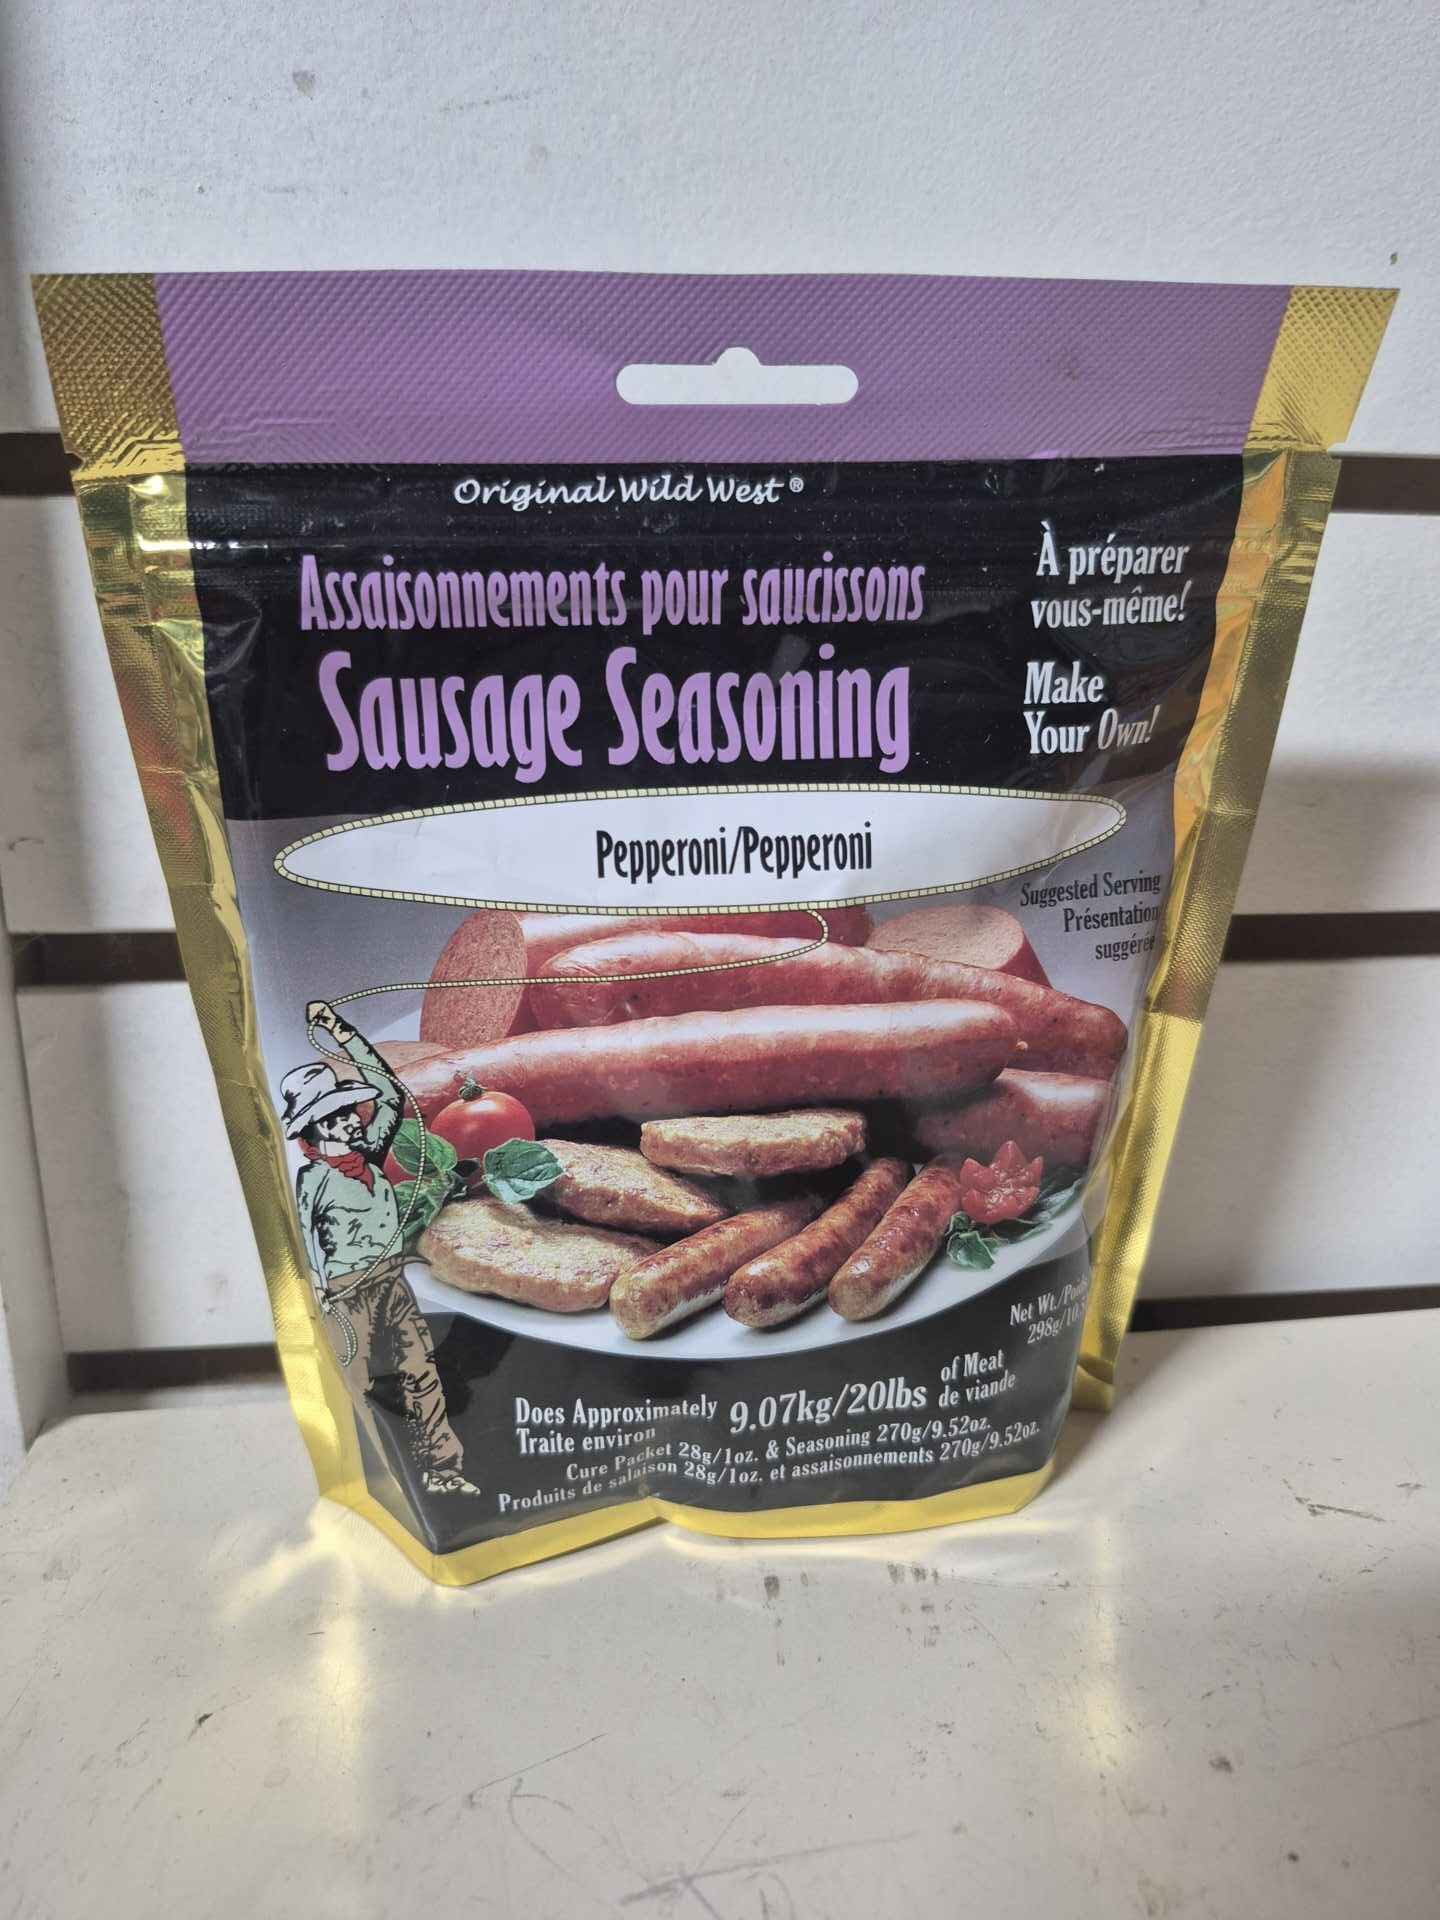 Original Wild West®
Assaisonnements pour saucissons
Sausage Seasoning
À préparer
vous-même!
Make
Your Own!
Pepperoni/Pepperoni
Suggested Serving
Présentation
suggérée
Net Wt./Poids
298g/10.
Does Approximately 9.07kg/20lbs of Meat
Traite environ de viande
Cure Packet 28g/1oz. & Seasoning 270g/9.52oz.
Produits de salaison 28g/1oz. et assaisonnements 270g/9.52oz.